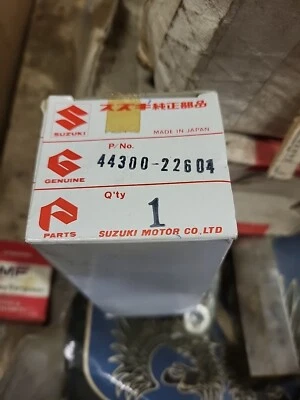 スズキ純正部品
SUZUKI
MADE IN JAPAN
P/No.
44300-22604
GENUINE
Q'ty
1
PARTS
SUZUKI MOTOR CO.,LTD